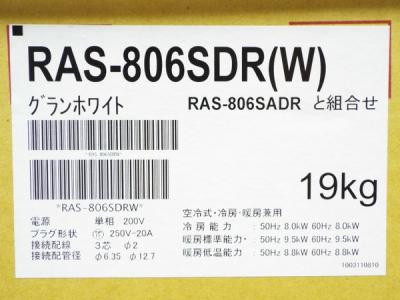 RAS-806SDR(W)
グランホワイト RAS-806SADR と組合せ
*RAS-806SDRW*
19kg
*RAS-806SDRW*
電源 単相 200V
プラグ形状 250V-20A
接続配線 3芯 φ2
接続配管径 φ6.35 φ12.7
空冷式・冷房・暖房兼用
冷房能力 : 50Hz 8.0kW 60Hz 8.0kW
暖房標準能力 : 50Hz 9.5kW 60Hz 9.5kW
暖房低温能力 : 50Hz 8.8kW 60Hz 8.8kW
1003110810